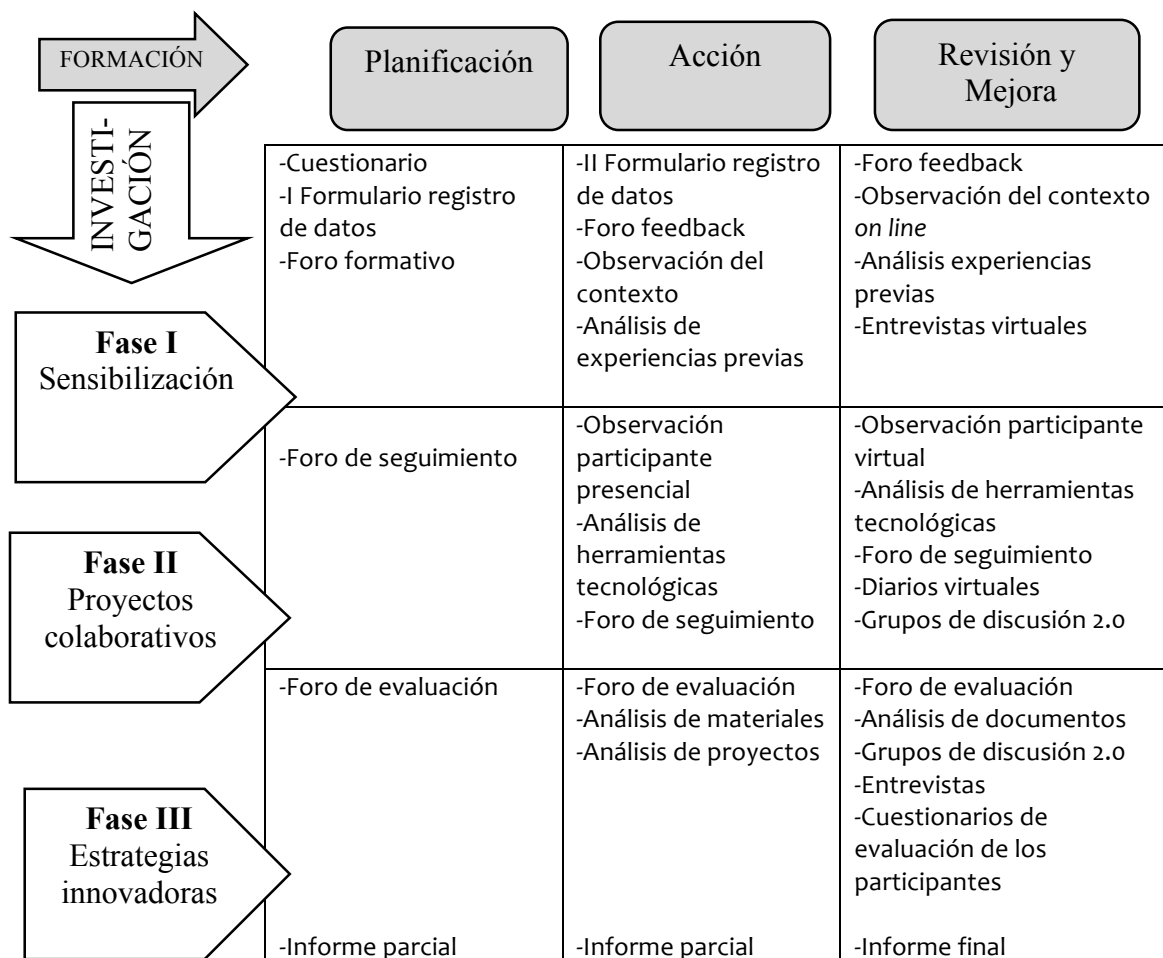 FORMACIÓN
Planificación
Acción
Revisión y
Mejora
INVESTI-
GACIÓN
-Cuestionario
-I Formulario registro
de datos
-Foro formativo
-II Formulario registro
de datos
-Foro feedback
-Observación del
contexto
-Análisis de
experiencias previas
-Foro feedback
-Observación del contexto
on line
-Análisis experiencias
previas
-Entrevistas virtuales
Fase I
Sensibilización
-Foro de seguimiento
-Observación
participante
presencial
-Análisis de
herramientas
tecnológicas
-Foro de seguimiento
-Observación participante
virtual
-Análisis de herramientas
tecnológicas
-Foro de seguimiento
-Diarios virtuales
-Grupos de discusión 2.0
Fase II
Proyectos
colaborativos
-Foro de evaluación
-Foro de evaluación
-Análisis de materiales
-Análisis de proyectos
-Foro de evaluación
-Análisis de documentos
-Grupos de discusión 2.0
-Entrevistas
-Cuestionarios de
evaluación de los
participantes
Fase III
Estrategias
innovadoras
-Informe parcial
-Informe parcial
-Informe final